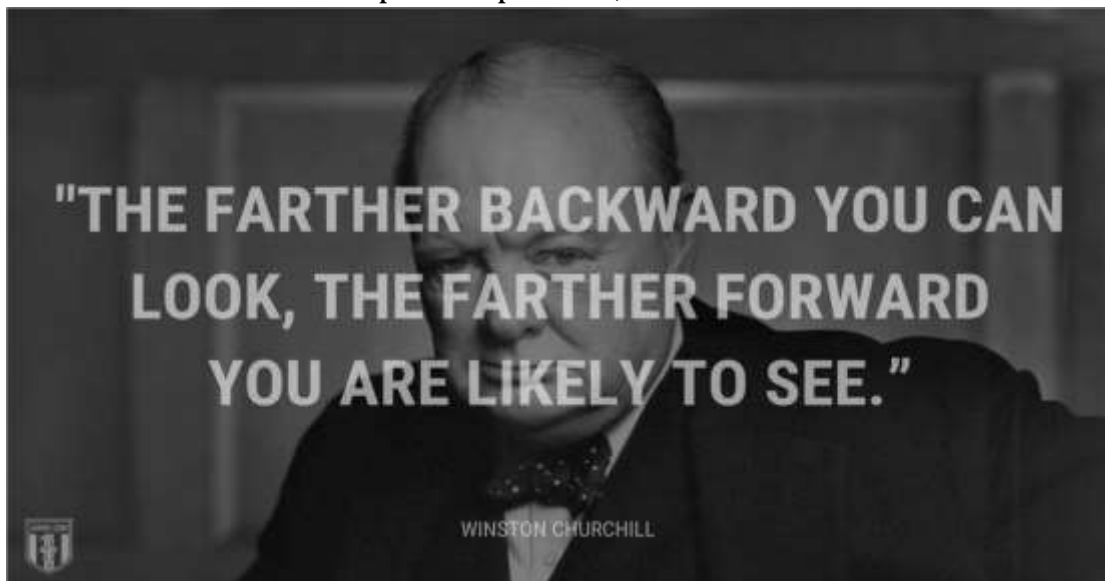 "THE FARTHER BACKWARD YOU CAN
LOOK, THE FARTHER FORWARD
YOU ARE LIKELY TO SEE.”
WINSTON CHURCHILL